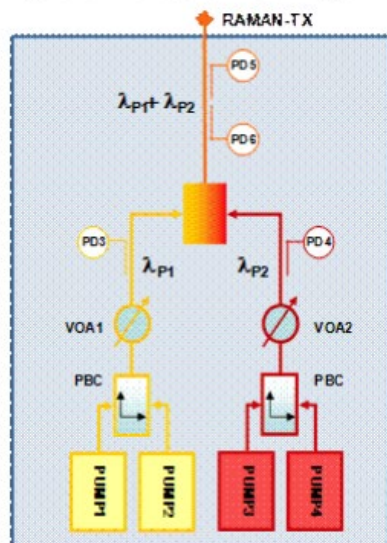 RAMAN-TX
PD5
λP1+ λP2
PD6
PD3
PD4
λP1
λP2
VOA1
VOA2
PBC
PBC
PUMP1
PUMP2
PUMP3
PUMP4